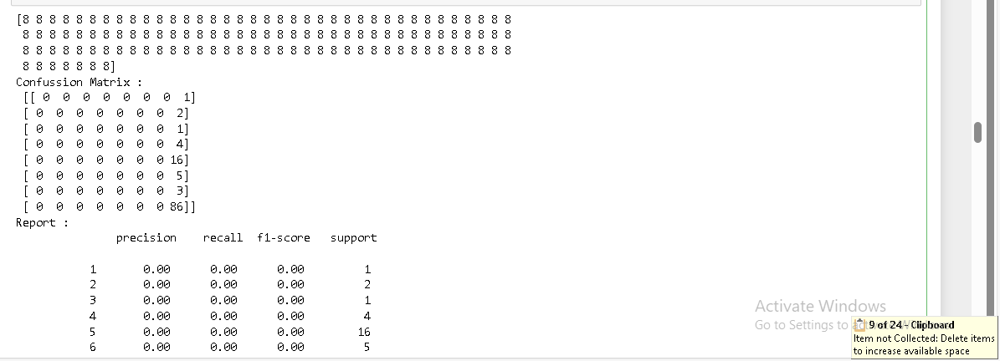 [8 8 8 8 8 8 8 8 8 8 8 8 8 8 8 8 8 8 8 8 8 8 8 8 8 8 8 8 8 8 8 8 8 8 8 8 8
8 8 8 8 8 8 8 8 8 8 8 8 8 8 8 8 8 8 8 8 8 8 8 8 8 8 8 8 8 8 8 8 8 8 8 8 8
8 8 8 8 8 8 8 8 8 8 8 8 8 8 8 8 8 8 8 8 8 8 8 8 8 8 8 8 8 8 8 8 8 8 8 8 8
8 8 8 8 8 8 8]
Confussion Matrix :
[[ 0 0 0 0 0 0 0 1]
[ 0 0 0 0 0 0 0 2]
[ 0 0 0 0 0 0 0 1]
[ 0 0 0 0 0 0 0 4]
[ 0 0 0 0 0 0 0 16]
[ 0 0 0 0 0 0 0 5]
[ 0 0 0 0 0 0 0 3]
[ 0 0 0 0 0 0 0 86]]
Report :
precision recall f1-score support
1 0.00 0.00 0.00 1
2 0.00 0.00 0.00 2
3 0.00 0.00 0.00 1
4 0.00 0.00 0.00 4
5 0.00 0.00 0.00 16
6 0.00 0.00 0.00 5
Activate Windows
Go to Settings to
9 of 24 - Clipboard
Item not Collected: Delete items
to increase available space